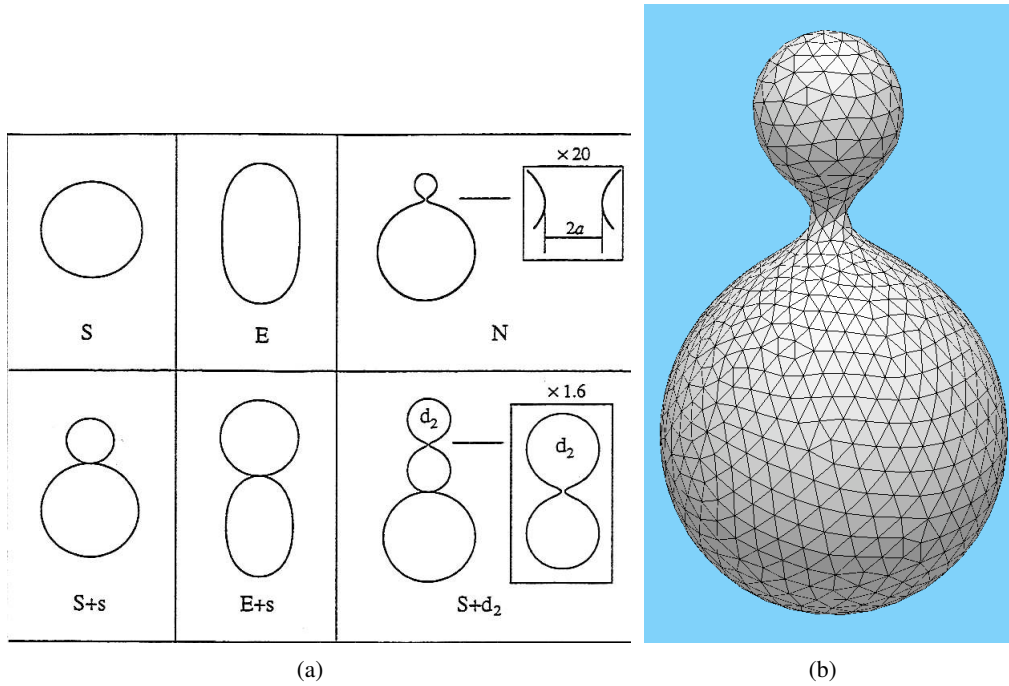 × 20
2a
S
E
N
× 1.6
d₂
d₂
S+s
E+s
S+d₂
(a)
(b)